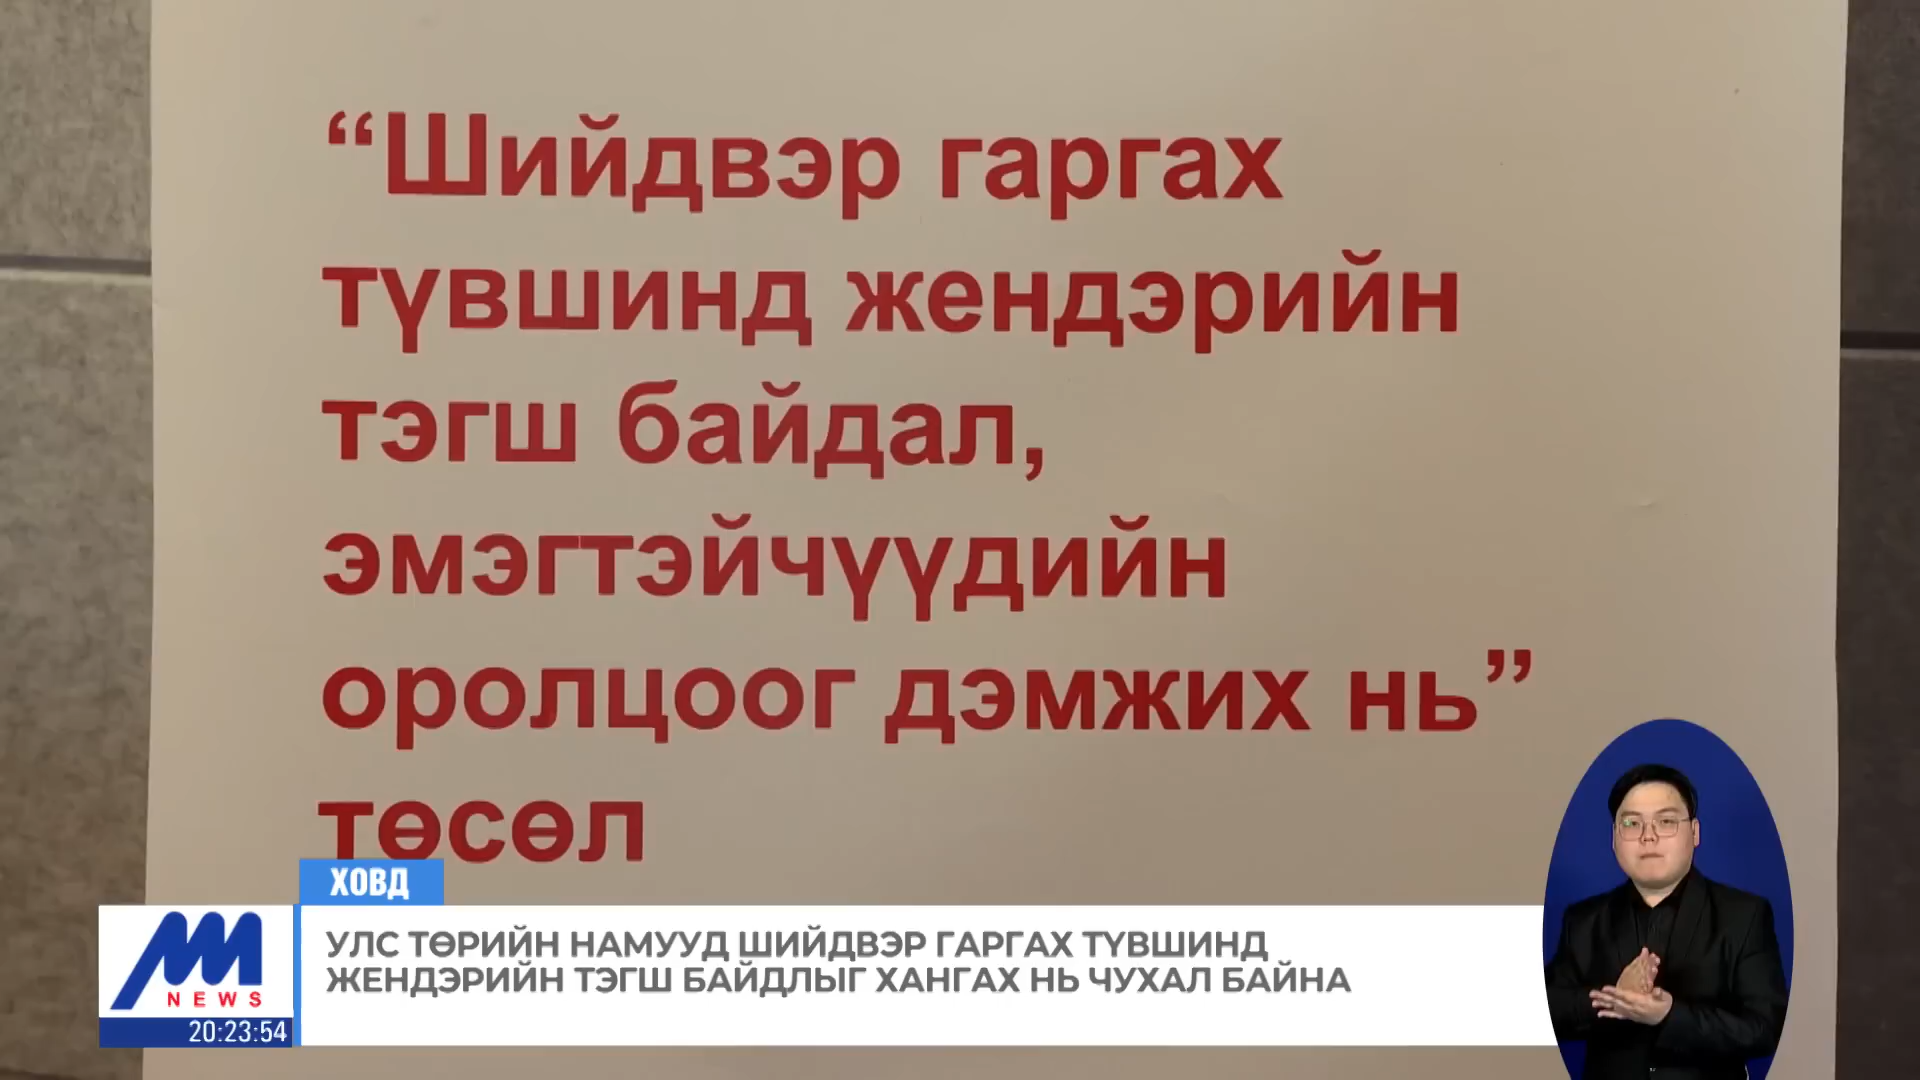 “Шийдвэр гаргах
түвшинд жендэрийн
тэгш байдал,
эмэгтэйчүүдийн
оролцоог дэмжих нь”
төсөл
ХОВД
УЛС ТӨРИЙН НАМУУД ШИЙДВЭР ГАРГАХ ТҮВШИНД
ЖЕНДЭРИЙН ТЭГШ БАЙДЛЫГ ХАНГАХ НЬ ЧУХАЛ БАЙНА
NEWS
20:23:54